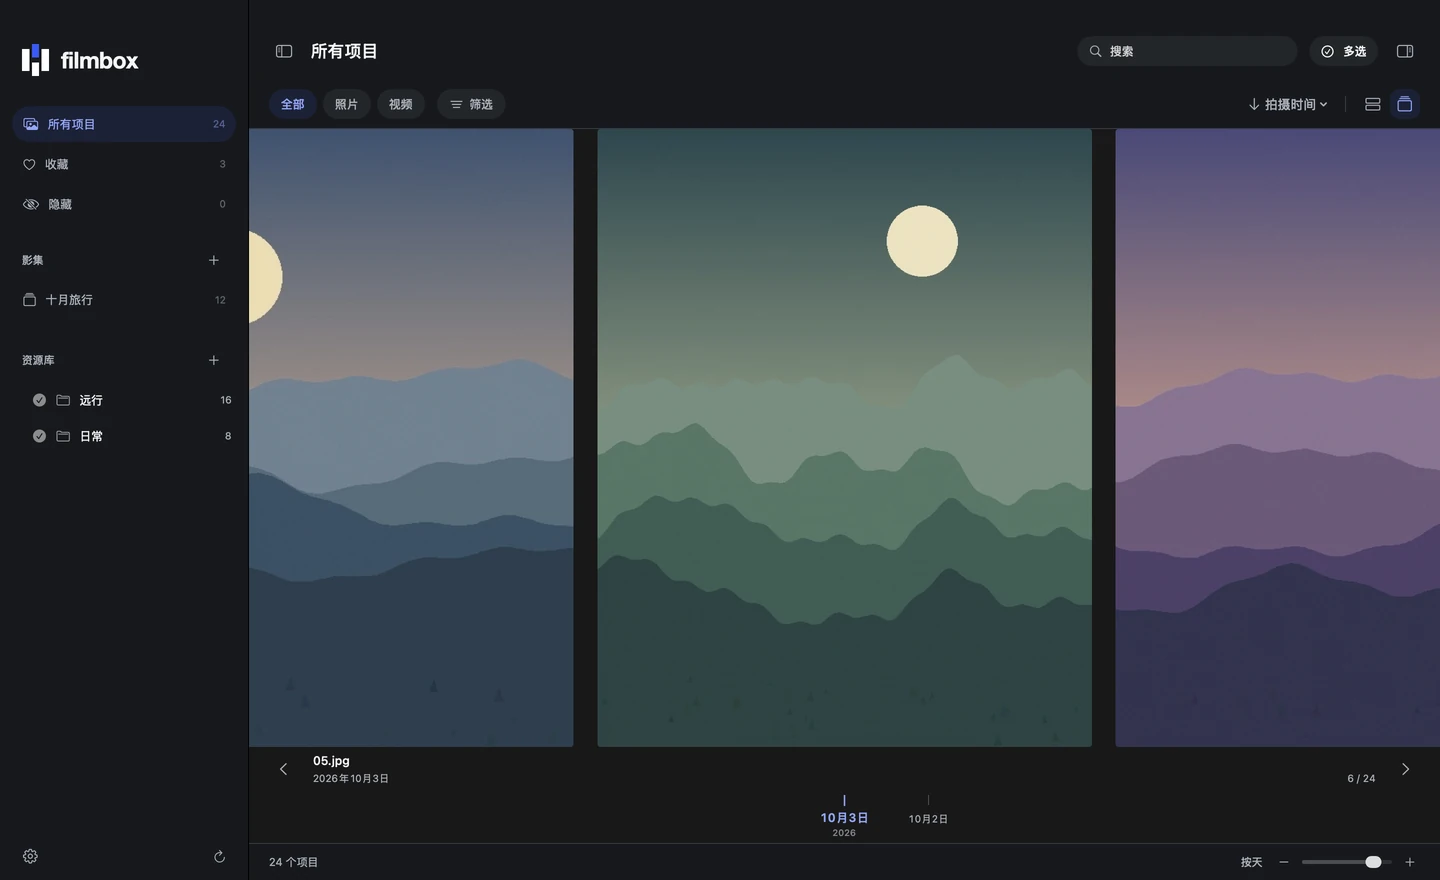 filmbox
所有项目
24
收藏
3
隐藏
0
影集
十月旅行
12
资源库
远行
16
日常
8
所有项目
搜索
多选
全部
照片
视频
筛选
拍摄时间
05.jpg
2026年10月3日
6 / 24
10月3日
2026
10月2日
24 个项目
按天